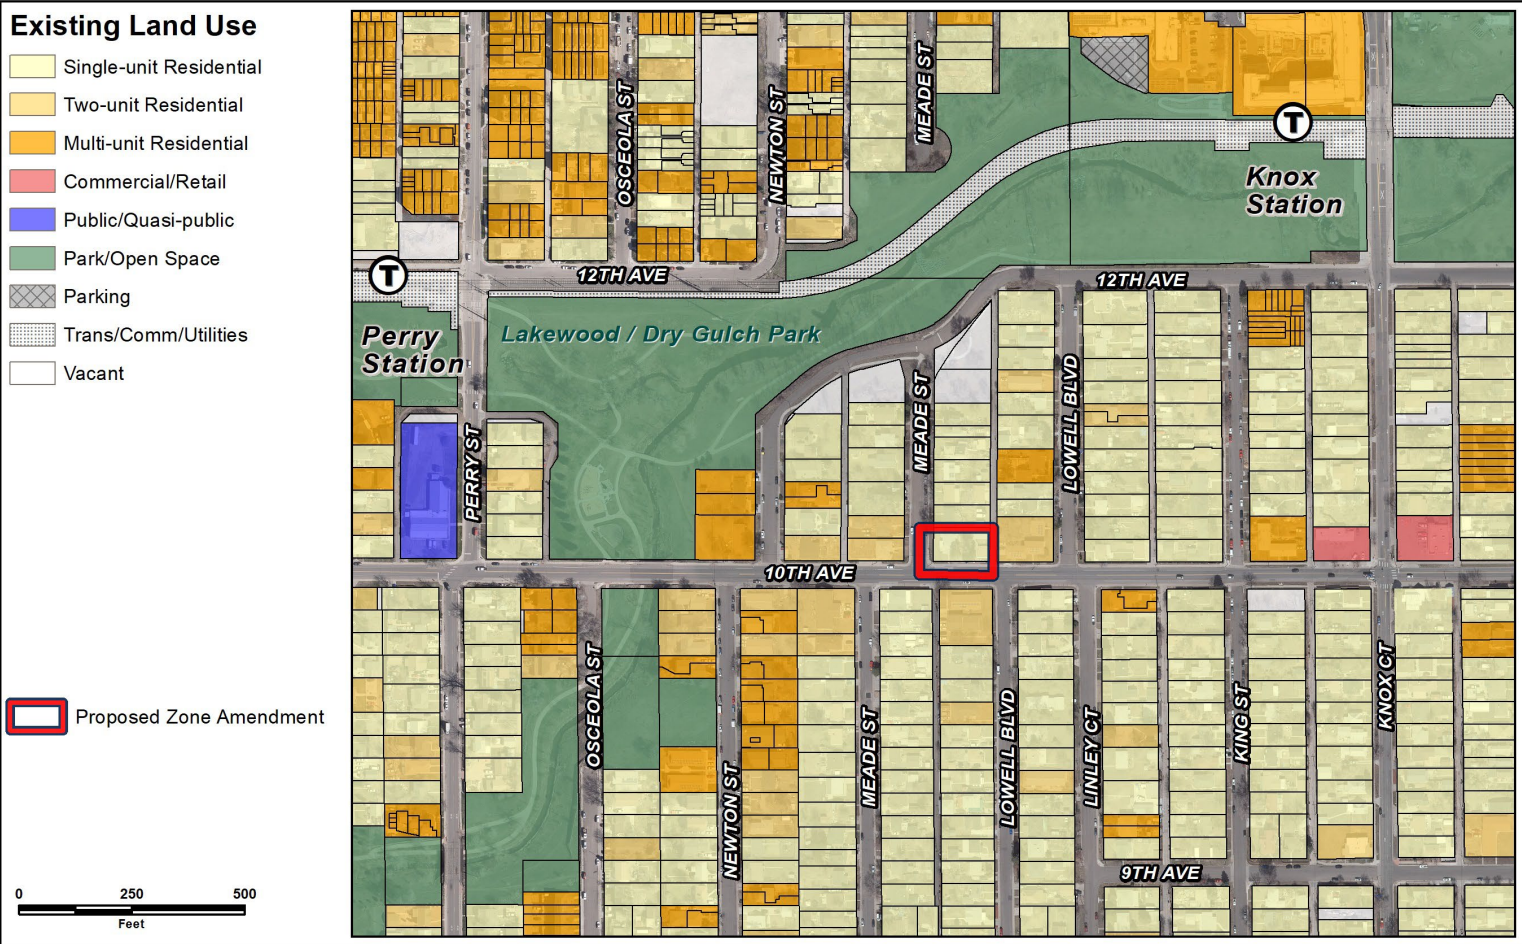 Existing Land Use
Single-unit Residential
Two-unit Residential
Multi-unit Residential
Commercial/Retail
Public/Quasi-public
Park/Open Space
Parking
Trans/Comm/Utilities
Vacant
Proposed Zone Amendment
0 250 500
Feet
MEADE ST
OSCEOLA ST
NEWTON ST
T
Knox
Station
12TH AVE
T
12TH AVE
Perry
Station
Lakewood / Dry Gulch Park
MEADE ST
LOWELL BLVD
PERRY ST
10TH AVE
OSCEOLA ST
KNOX CT
KING ST
LOWELL BLVD
MEADE ST
LINLEY CT
NEWTON ST
9TH AVE